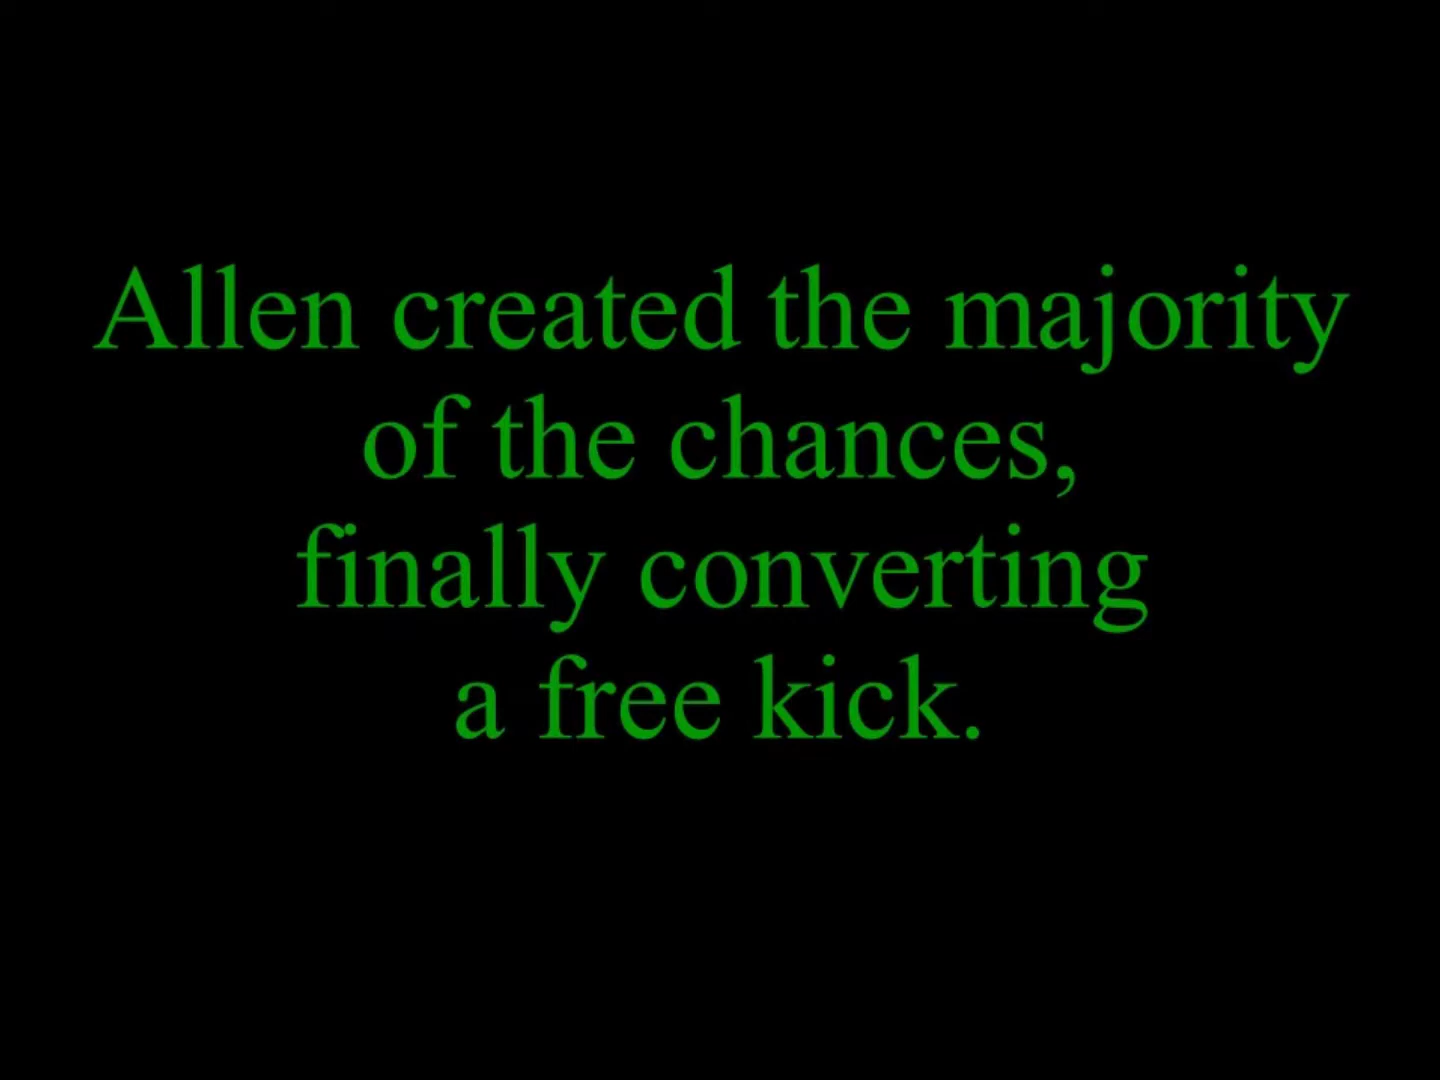 Allen created the majority
of the chances,
finally converting
a free kick.